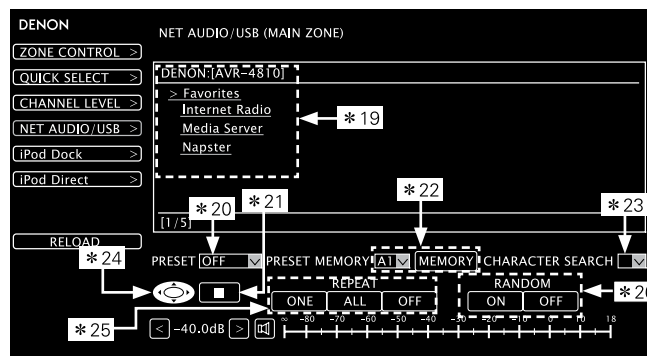 DENON
NET AUDIO/USB (MAIN ZONE)
ZONE CONTROL >
QUICK SELECT >
CHANNEL LEVEL >
NET AUDIO/USB >
iPod Dock >
iPod Direct >
RELOAD
DENON:[AVR-4810]
> Favorites
Internet Radio
Media Server
Napster
*19
[1/5]
*20
*21
*22
*23
*24
PRESET OFF PRESET MEMORY A1 MEMORY CHARACTER SEARCH
REPEAT
ONE ALL OFF
RANDOM
ON OFF
*25
< -40.0dB >
∞ -80 -70 -60 -50 -40 -30 -20 -10 0 10 18